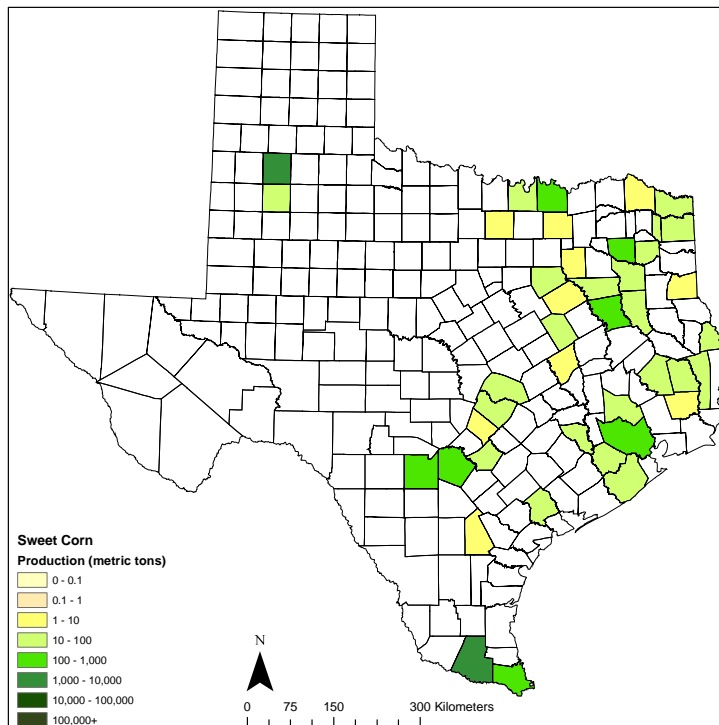 Sweet Corn
Production (metric tons)
0 - 0.1
0.1 - 1
1 - 10
10 - 100
100 - 1,000
1,000 - 10,000
10,000 - 100,000
100,000+
N
0 75 150 300 Kilometers